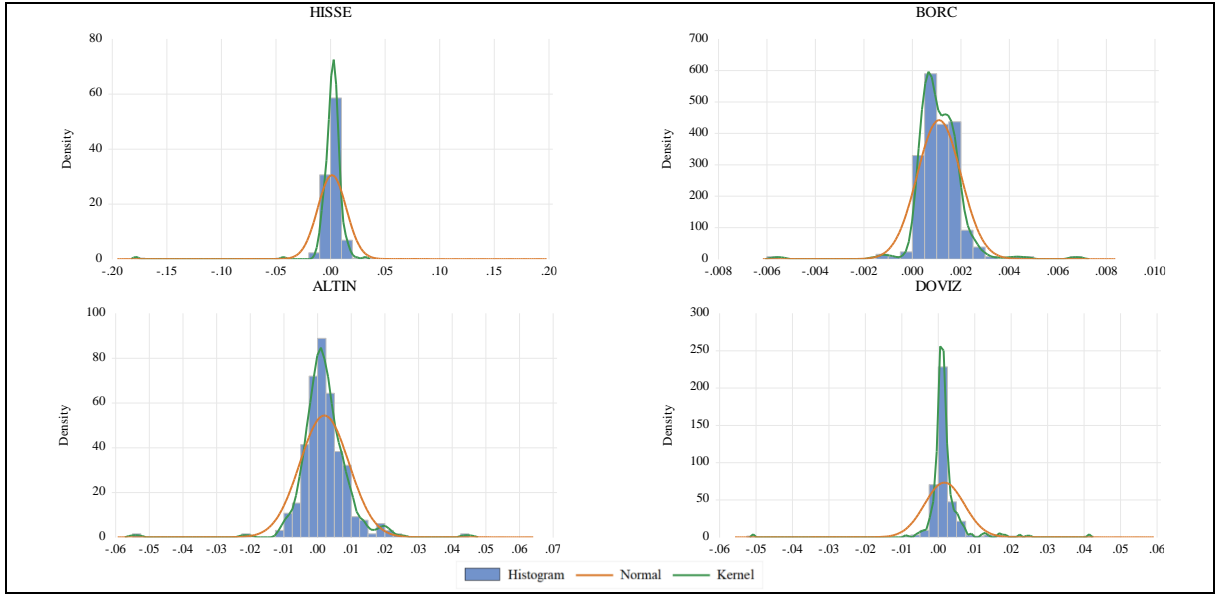 HISSE
BORC
80
60
40
20
0
Density
-.20 -.15 -.10 -.05 .00 .05 .10 .15 .20
700
600
500
400
300
200
100
0
Density
-.008 -.006 -.004 -.002 .000 .002 .004 .006 .008 .010
ALTIN
DOVIZ
100
80
60
40
20
0
Density
-.06 -.05 -.04 -.03 -.02 -.01 .00 .01 .02 .03 .04 .05 .06 .07
300
250
200
150
100
50
0
Density
-.06 -.05 -.04 -.03 -.02 -.01 .00 .01 .02 .03 .04 .05 .06
Histogram Normal Kernel